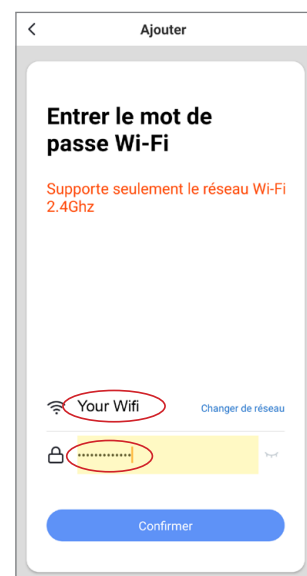 Ajouter
Entrer le mot de
passe Wi-Fi
Supporte seulement le réseau Wi-Fi
2.4Ghz
Your Wifi
Changer de réseau
•••••••••••••
Confirmer